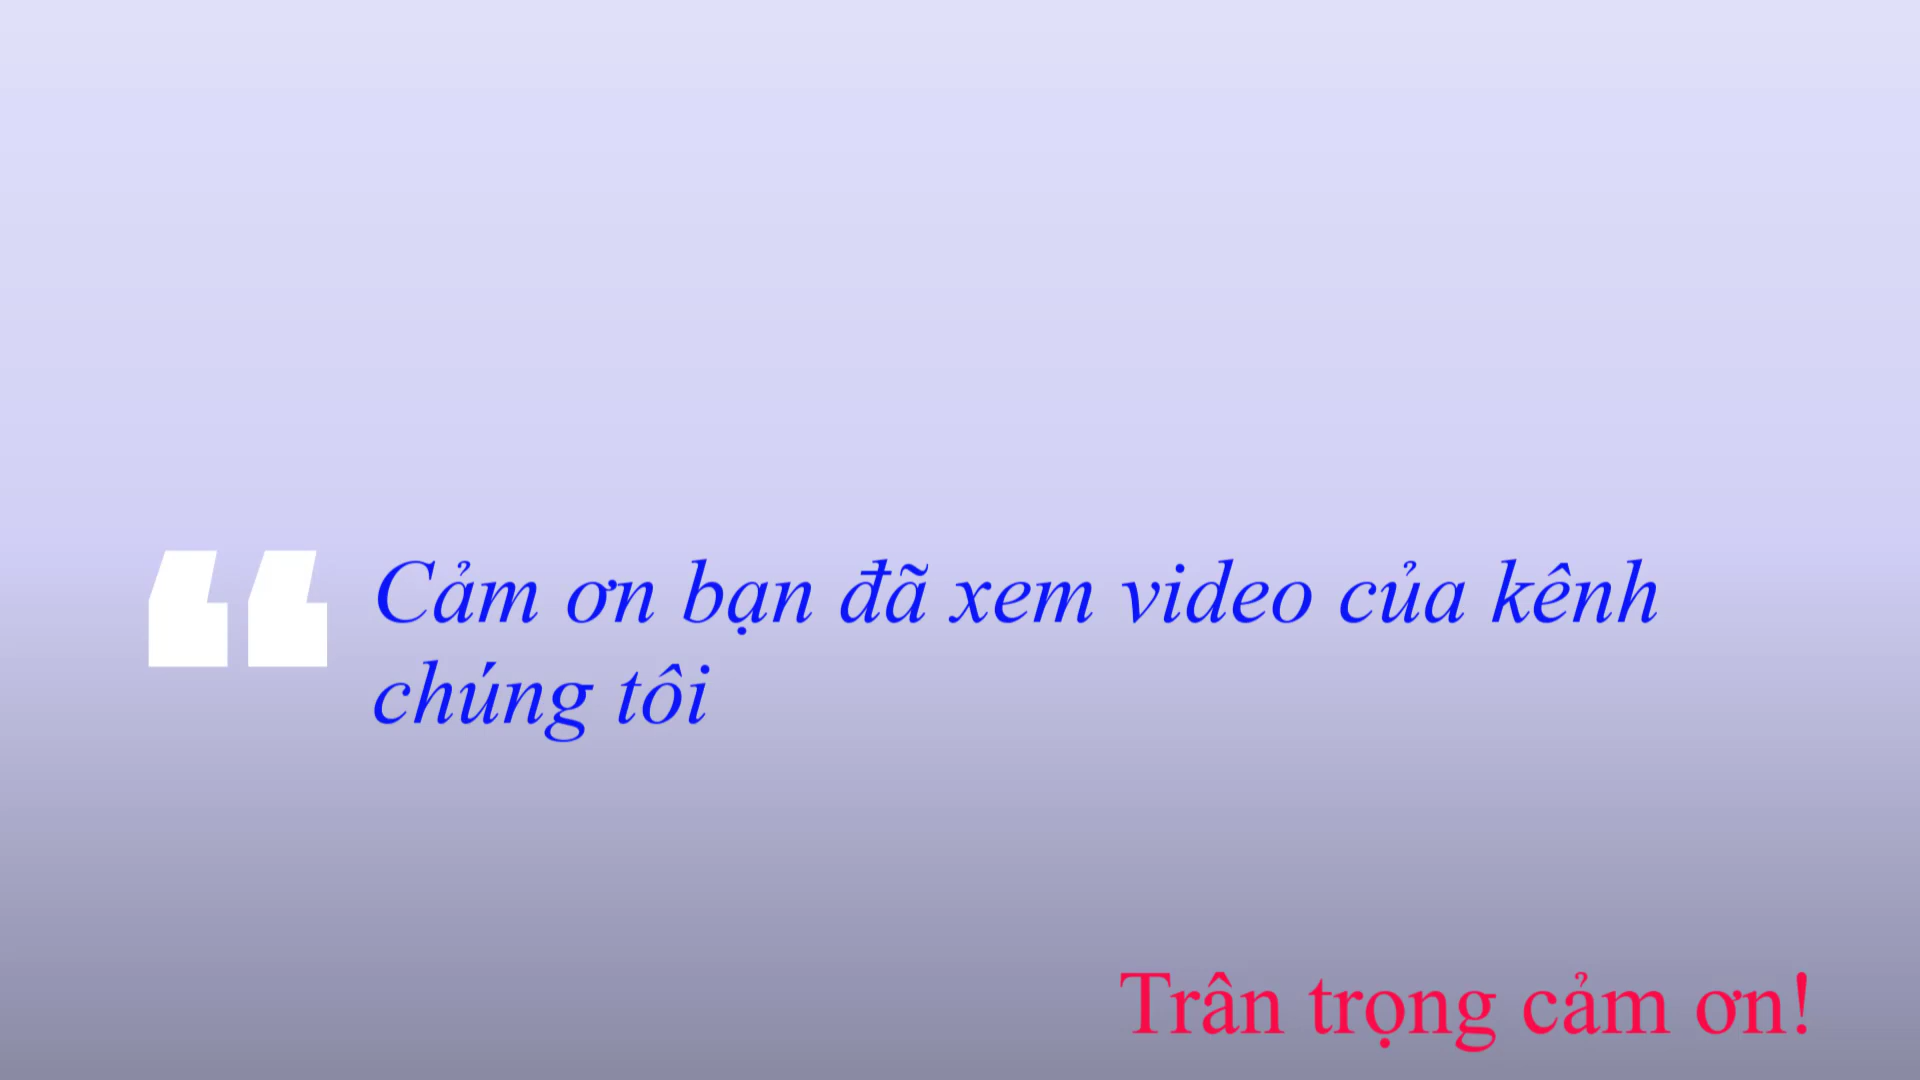 “ Cảm ơn bạn đã xem video của kênh
chúng tôi
Trân trọng cảm ơn!